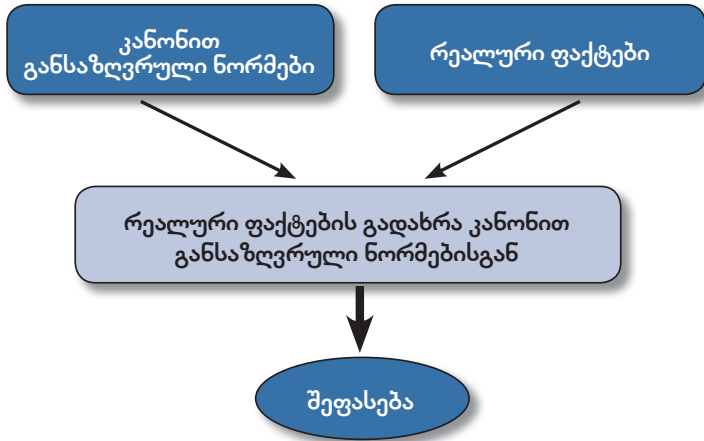 კანონით
განსაზღვრული ნორმები
რეალური ფაქტები
რეალური ფაქტების გადახრა კანონით
განსაზღვრული ნორმებისგან
შეფასება